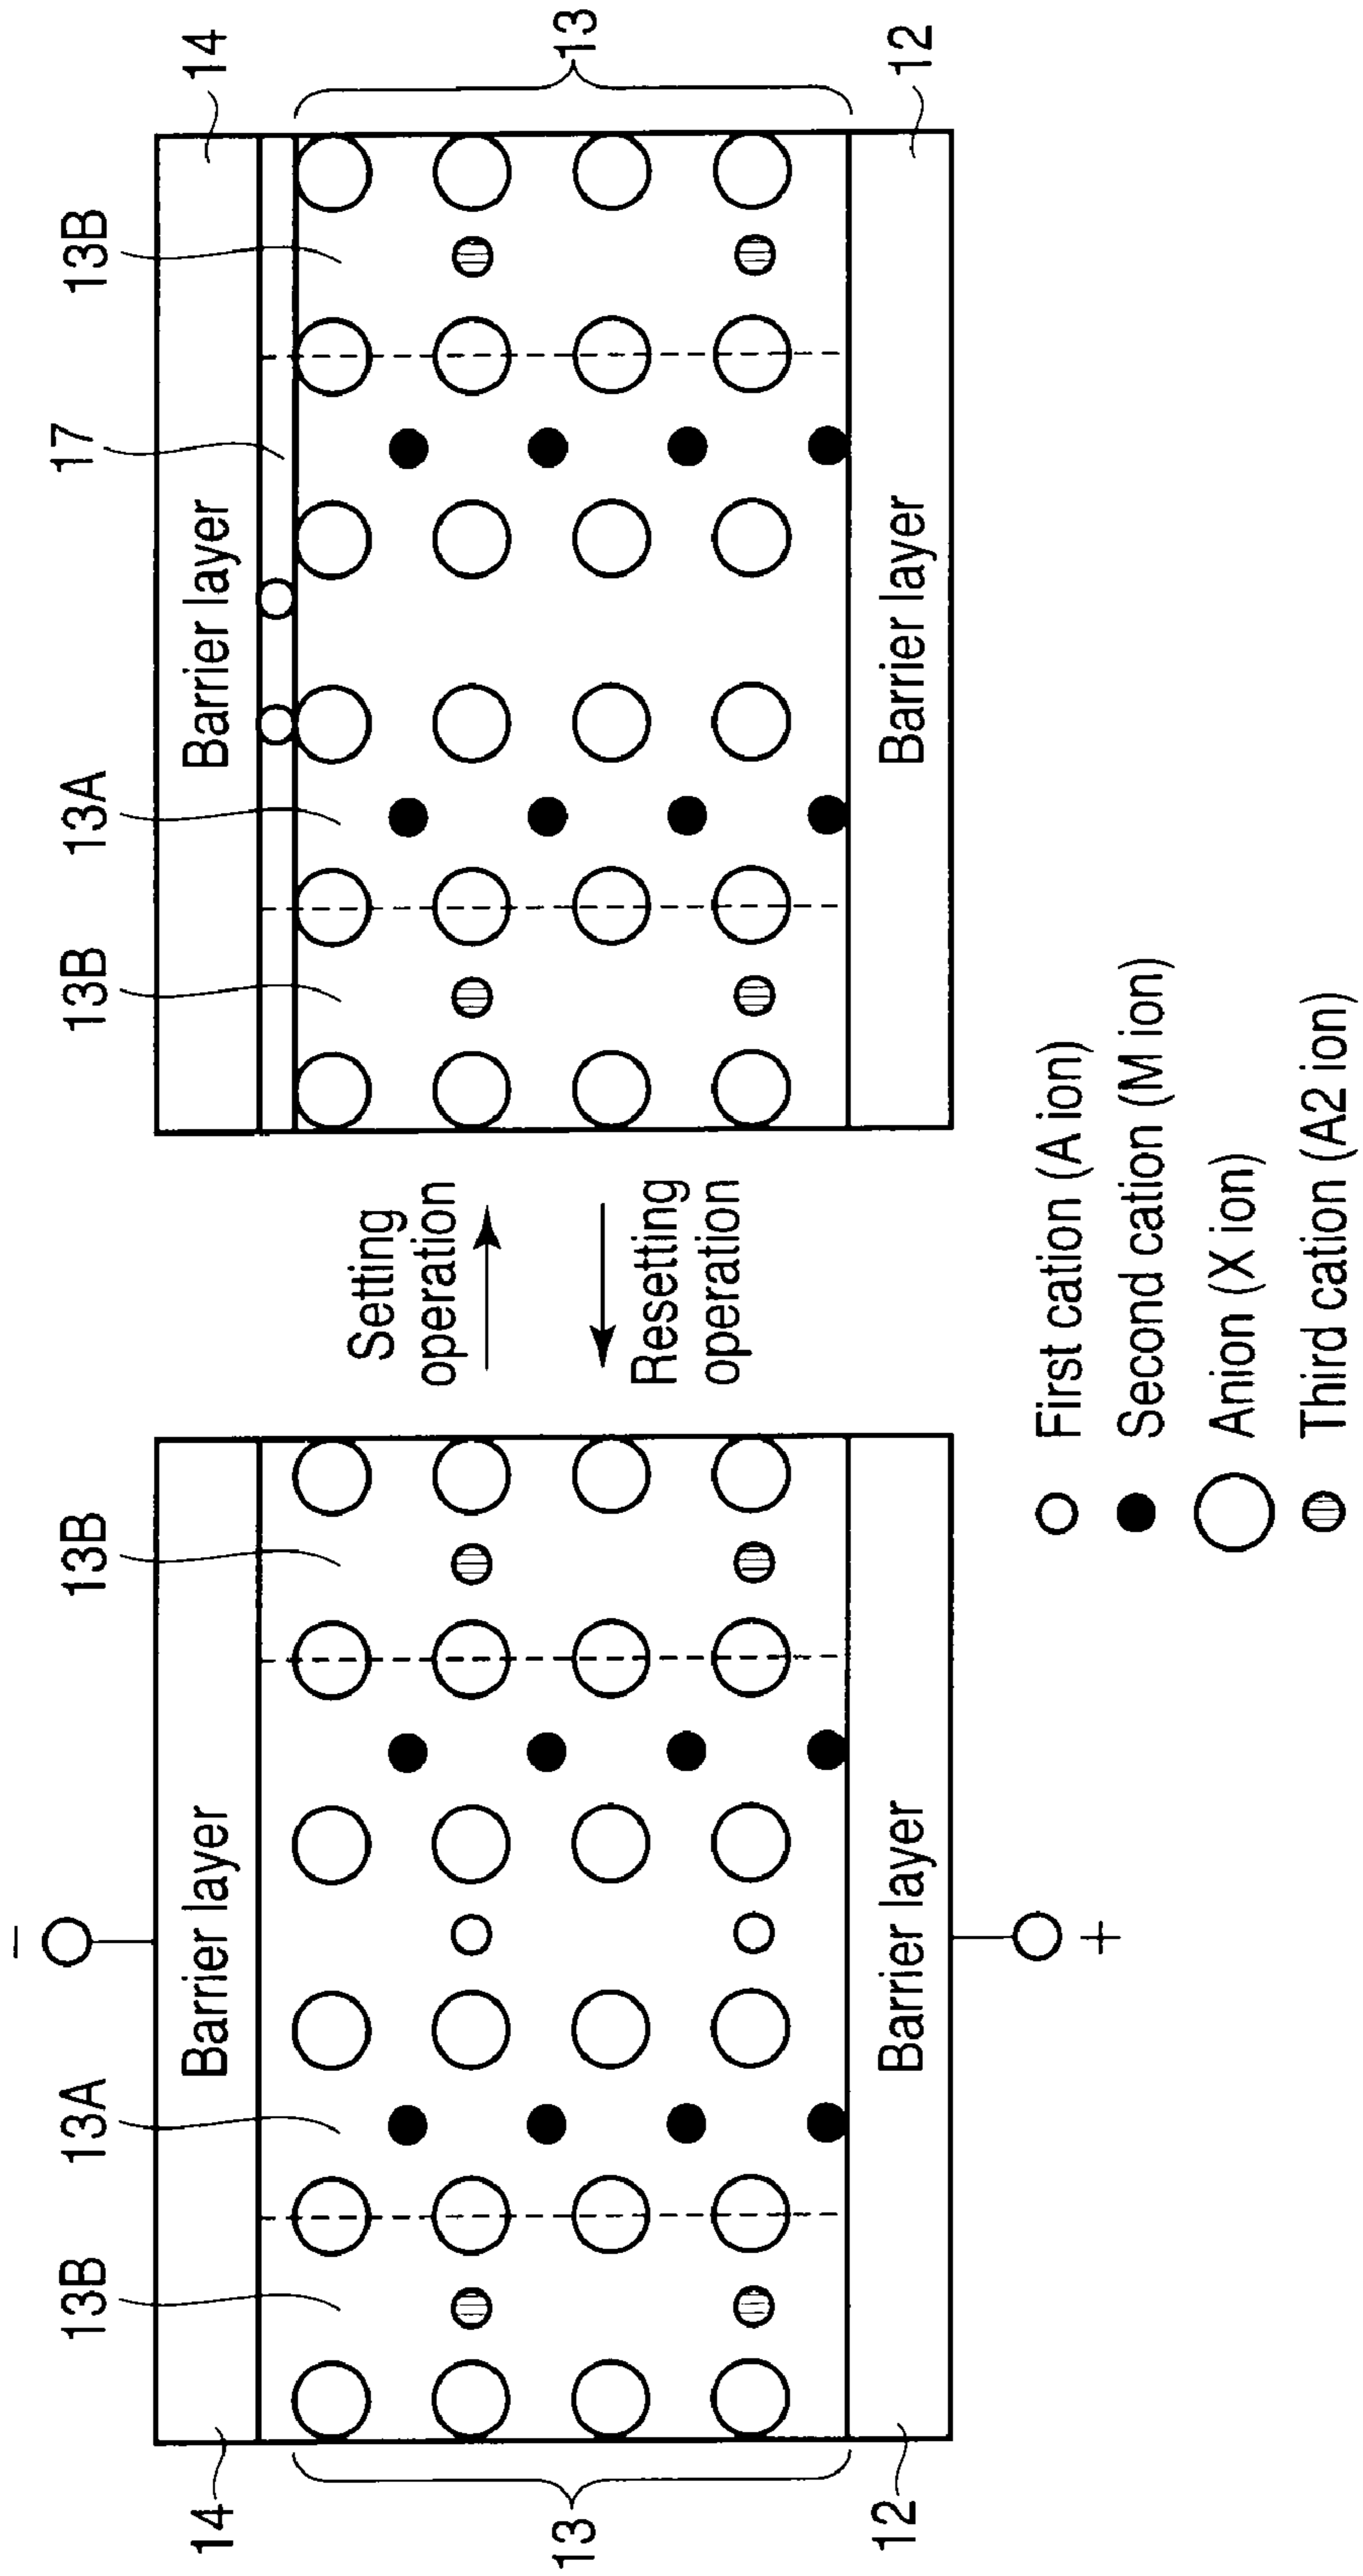 −
13B
13A
13B
14
Barrier layer
13
Barrier layer
12
+
Setting
operation
Resetting
operation
13B
13A
17
13B
14
Barrier layer
13
Barrier layer
12
First cation (A ion)
Second cation (M ion)
Anion (X ion)
Third cation (A2 ion)